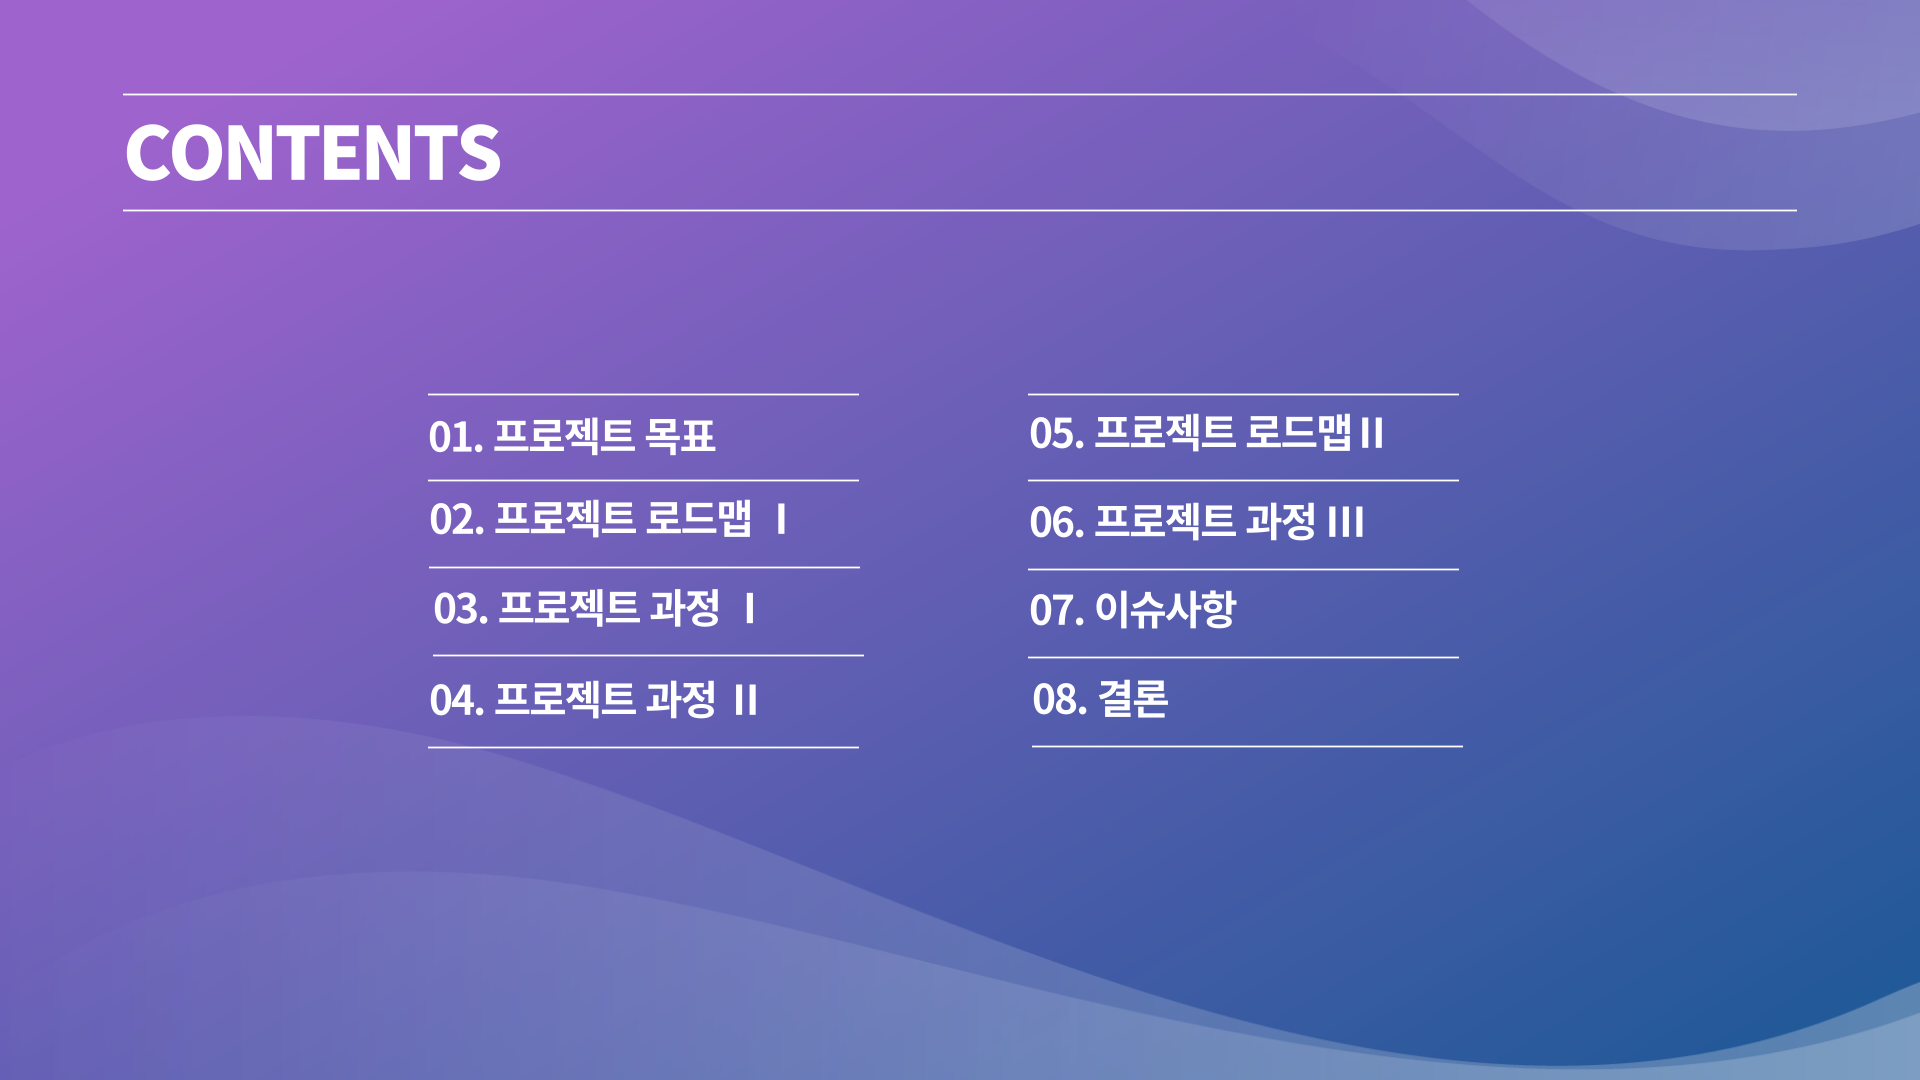 CONTENTS
01. 프로젝트 목표
02. 프로젝트 로드맵 Ⅰ
03. 프로젝트 과정 Ⅰ
04. 프로젝트 과정 Ⅱ
05. 프로젝트 로드맵Ⅱ
06. 프로젝트 과정 Ⅲ
07. 이슈사항
08. 결론